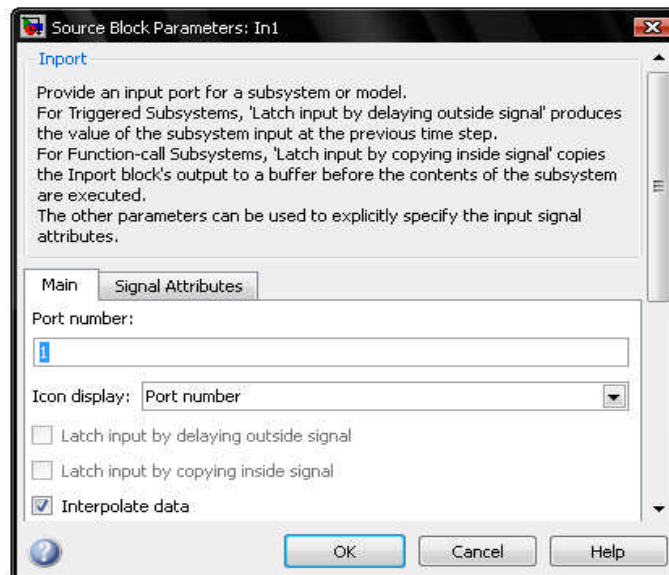 Source Block Parameters: In1
Inport
Provide an input port for a subsystem or model.
For Triggered Subsystems, 'Latch input by delaying outside signal' produces
the value of the subsystem input at the previous time step.
For Function-call Subsystems, 'Latch input by copying inside signal' copies
the Inport block's output to a buffer before the contents of the subsystem
are executed.
The other parameters can be used to explicitly specify the input signal
attributes.
Main Signal Attributes
Port number:
1
Icon display: Port number
Latch input by delaying outside signal
Latch input by copying inside signal
Interpolate data
OK Cancel Help